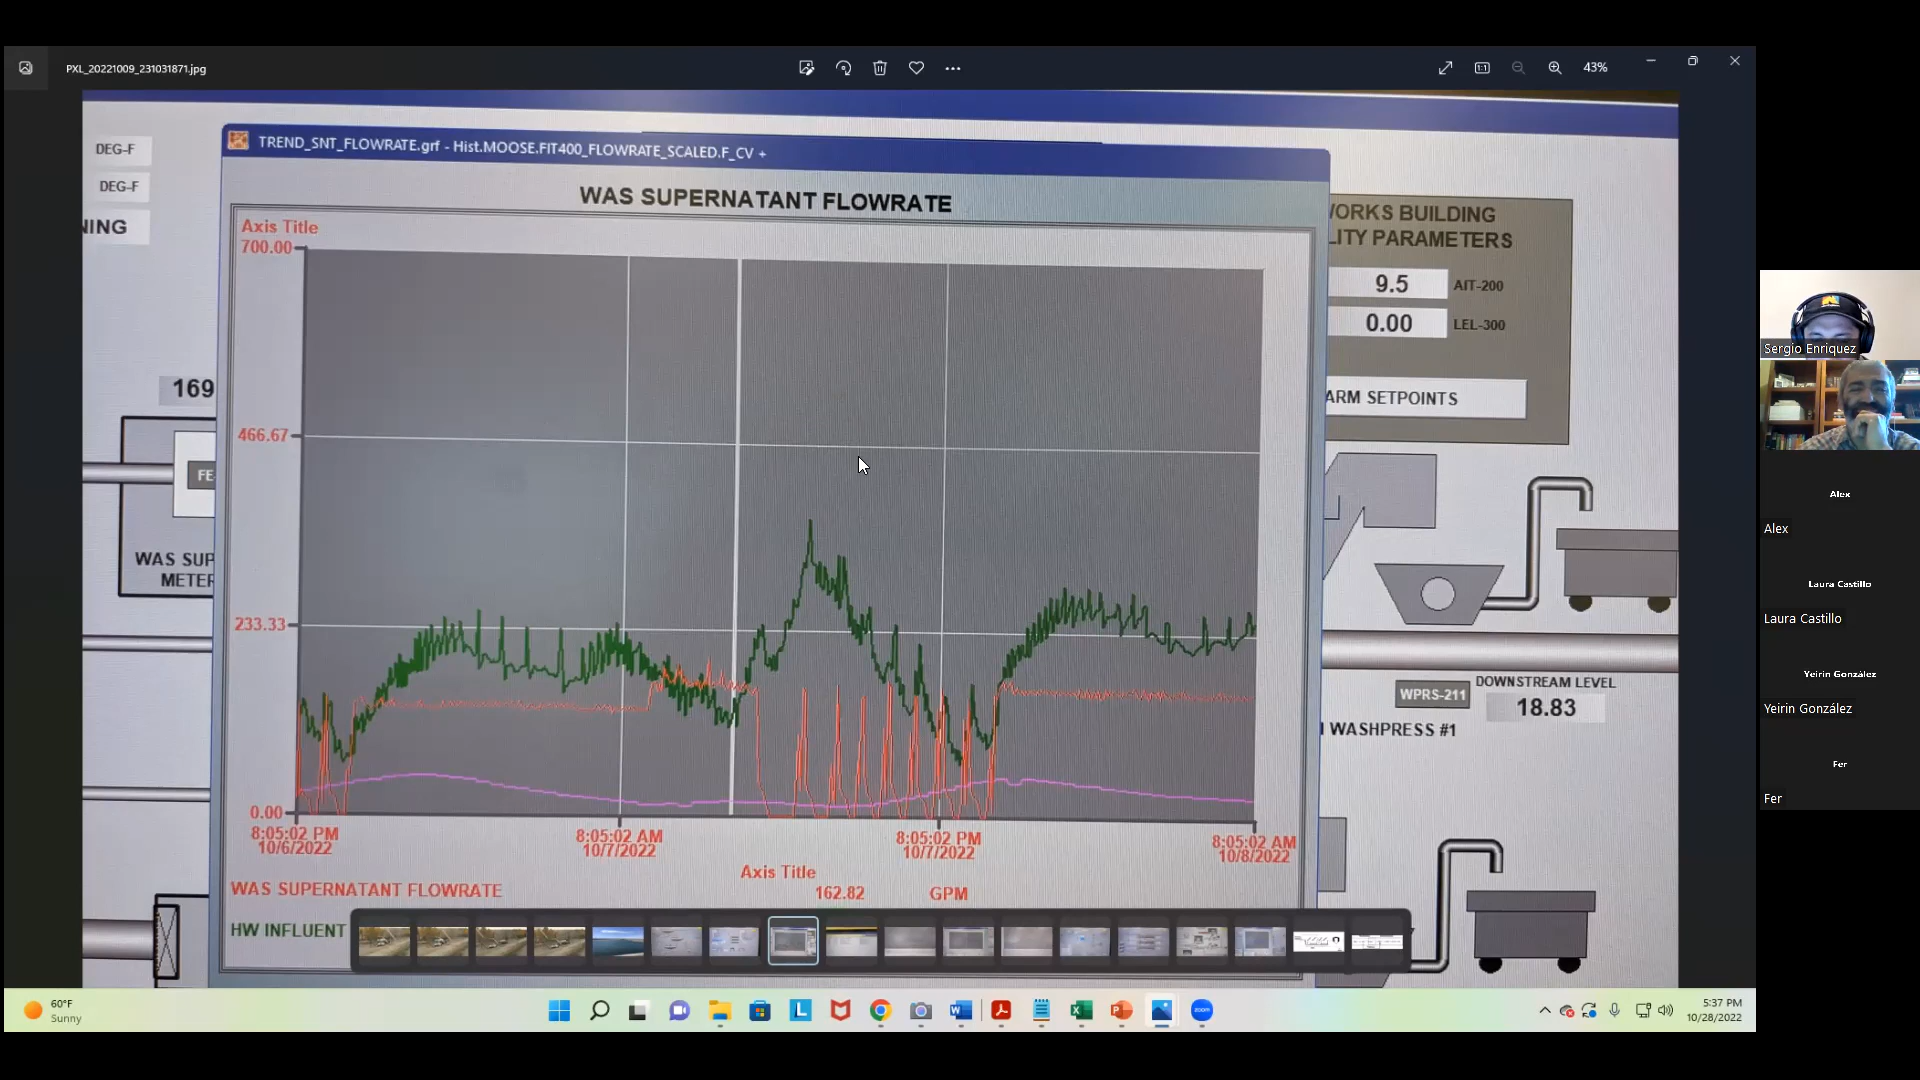 PXL_20221009_231031871.jpg
43%
DEG-F
DEG-F
NING
TREND_SNT_FLOWRATE.grf - Hist.MOOSE.FIT400_FLOWRATE_SCALED.F_CV +
WAS SUPERNATANT FLOWRATE
Axis Title
700.00
466.67
233.33
0.00
8:05:02 PM
10/6/2022
8:05:02 AM
10/7/2022
8:05:02 PM
10/7/2022
8:05:02 AM
10/8/2022
Axis Title
WAS SUPERNATANT FLOWRATE
162.82
GPM
HW INFLUENT
169
FE
WAS SUP
METER
ORKS BUILDING
LITY PARAMETERS
9.5
AIT-200
0.00
LEL-300
ARM SETPOINTS
WPRS-211
DOWNSTREAM LEVEL
18.83
WASHPRESS #1
Sergio Enriquez
Alex
Alex
Laura Castillo
Laura Castillo
Yeirin González
Yeirin González
Fer
Fer
60°F
Sunny
zoom
5:37 PM
10/28/2022